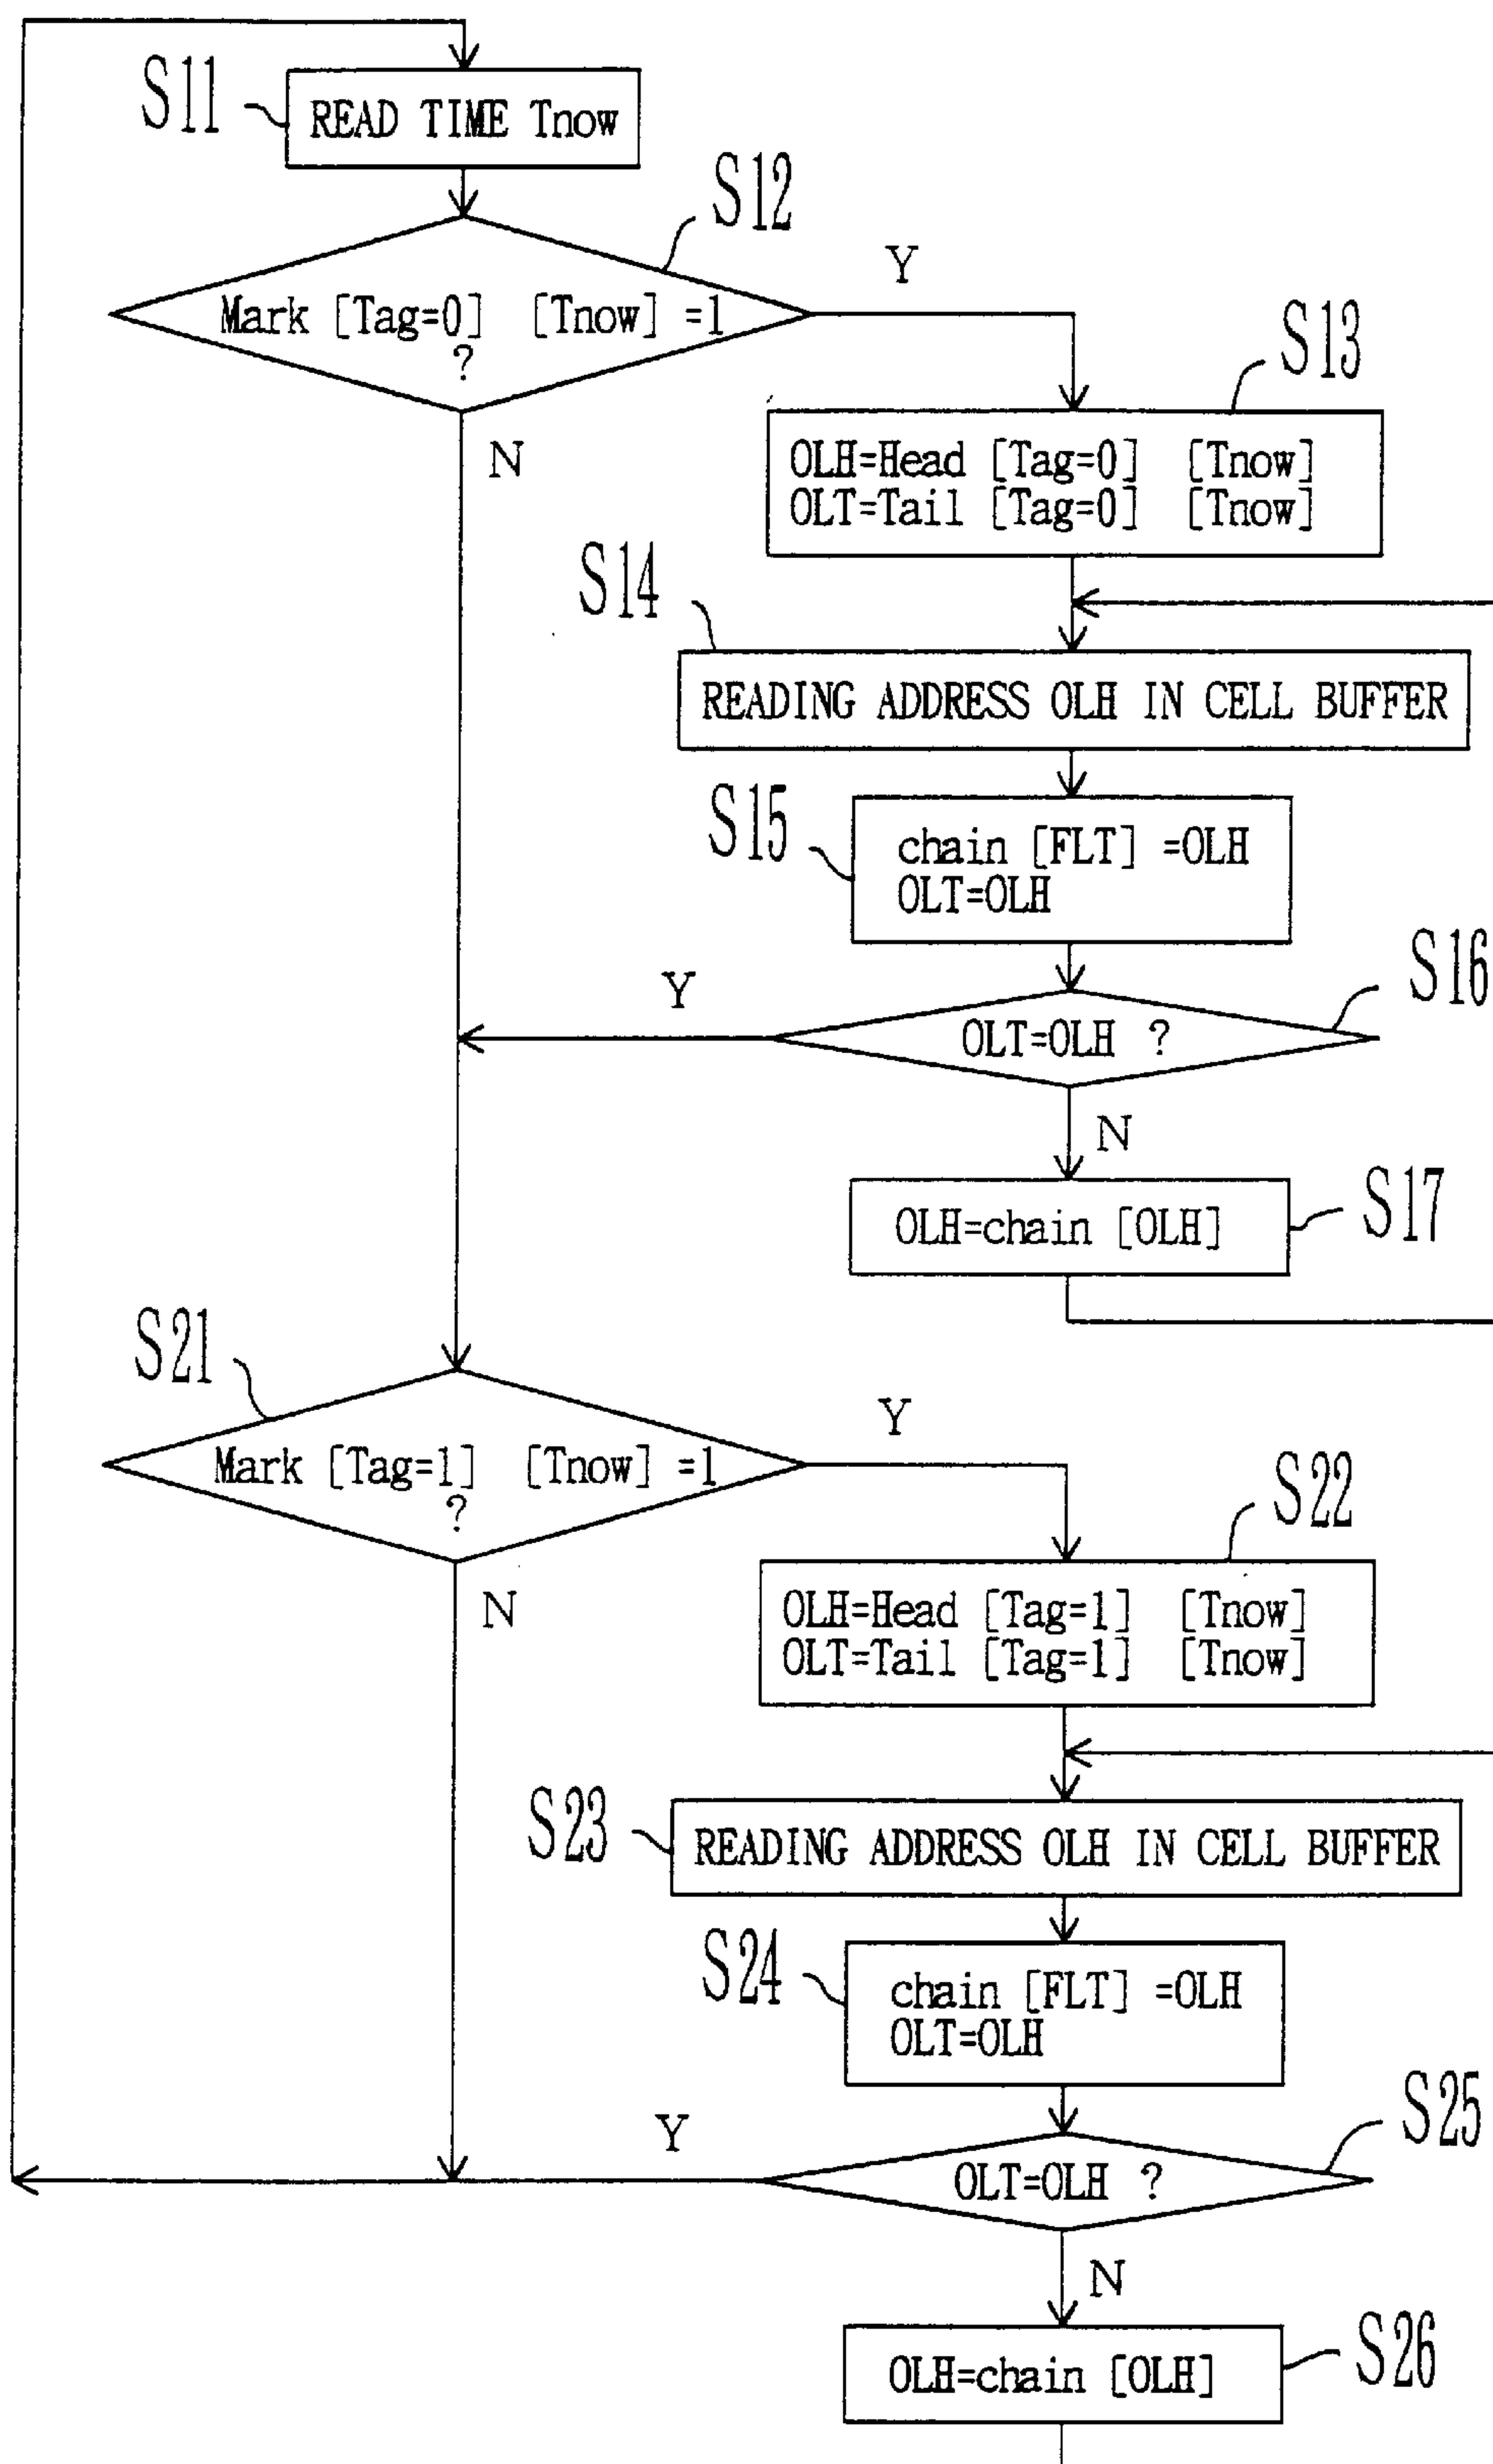 S11
READ TIME Tnow
S12
Y
Mark [Tag=0] [Tnow] =1
?
N
S13
OLH=Head [Tag=0] [Tnow]
OLT=Tail [Tag=0] [Tnow]
S14
READING ADDRESS OLH IN CELL BUFFER
S15
chain [FLT] =OLH
OLT=OLH
S16
Y
OLT=OLH ?
N
S17
OLH=chain [OLH]
S21
Y
Mark [Tag=1] [Tnow] =1
?
N
S22
OLH=Head [Tag=1] [Tnow]
OLT=Tail [Tag=1] [Tnow]
S23
READING ADDRESS OLH IN CELL BUFFER
S24
chain [FLT] =OLH
OLT=OLH
S25
Y
OLT=OLH ?
N
S26
OLH=chain [OLH]